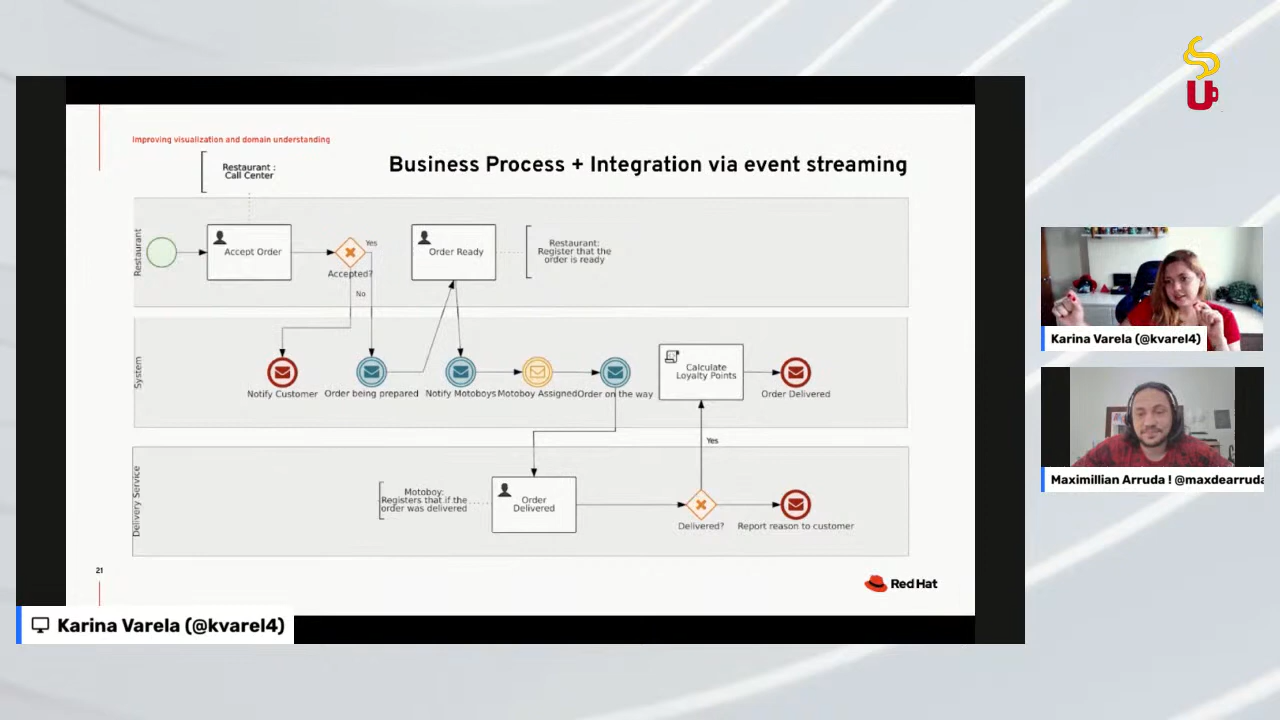 Improving visualization and domain understanding
Business Process + Integration via event streaming
Restaurant :
Call Center
Restaurant
Accept Order
Yes
Accepted?
No
Order Ready
Restaurant:
Register that the
order is ready
System
Notify Customer
Order being prepared
Notify Motoboys
Motoboy Assigned
Order on the way
Calculate
Loyalty Points
Order Delivered
Yes
Delivery Service
Motoboy:
Registers that if the
order was delivered
Order
Delivered
Delivered?
Report reason to customer
21
Red Hat
Karina Varela (@kvarel4)
Karina Varela (@kvarel4)
Maximillian Arruda ! @maxdearruda